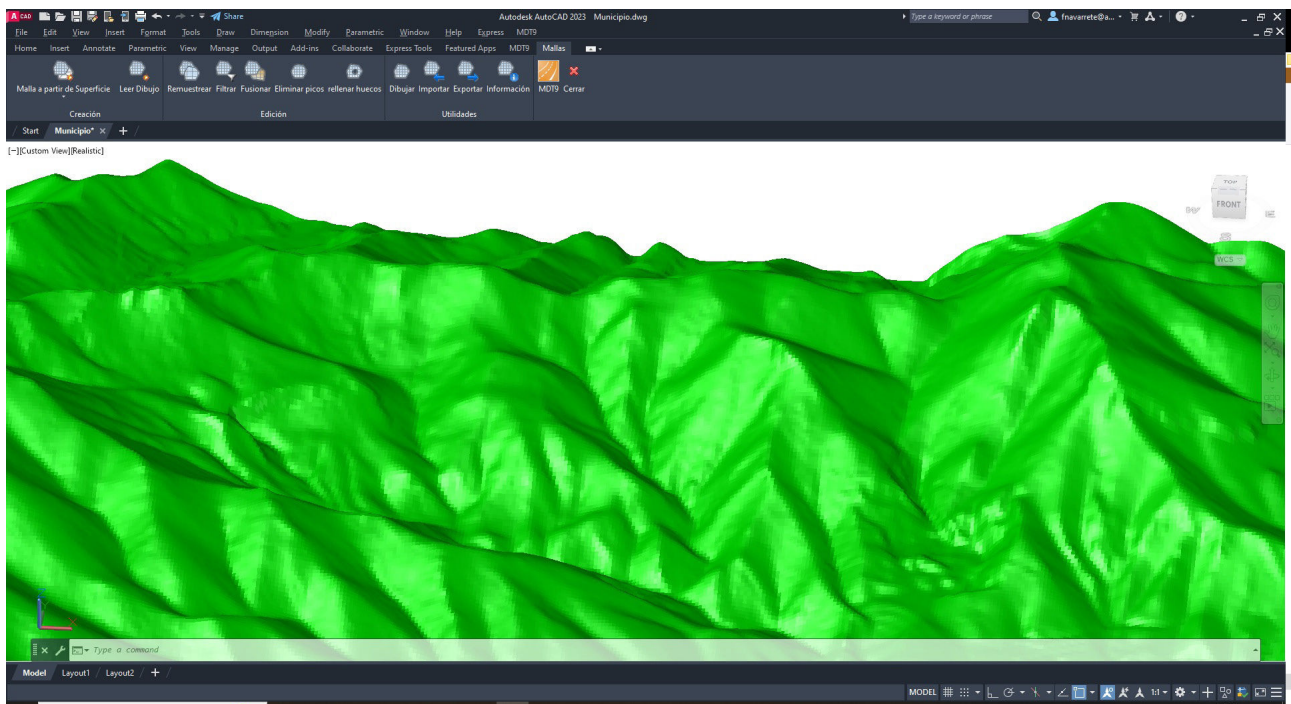 A CAD Share Autodesk AutoCAD 2023 Municipio.dwg Type a keyword or phrase fnavarrete@a...
File Edit View Insert Format Tools Draw Dimension Modify Parametric Window Help Express MDT9
Home Insert Annotate Parametric View Manage Output Add-ins Collaborate Express Tools Featured Apps MDT9 Mallas
Malla a partir de Superficie Leer Dibujo Remuestrear Filtrar Fusionar Eliminar picos rellenar huecos Dibujar Importar Exportar Información MDT9 Cerrar
Creación Edición Utilidades
Start Municipio*
[−][Custom View][Realistic]
TOP
FRONT
WCS
Type a command
Model Layout1 Layout2
MODEL 1:1